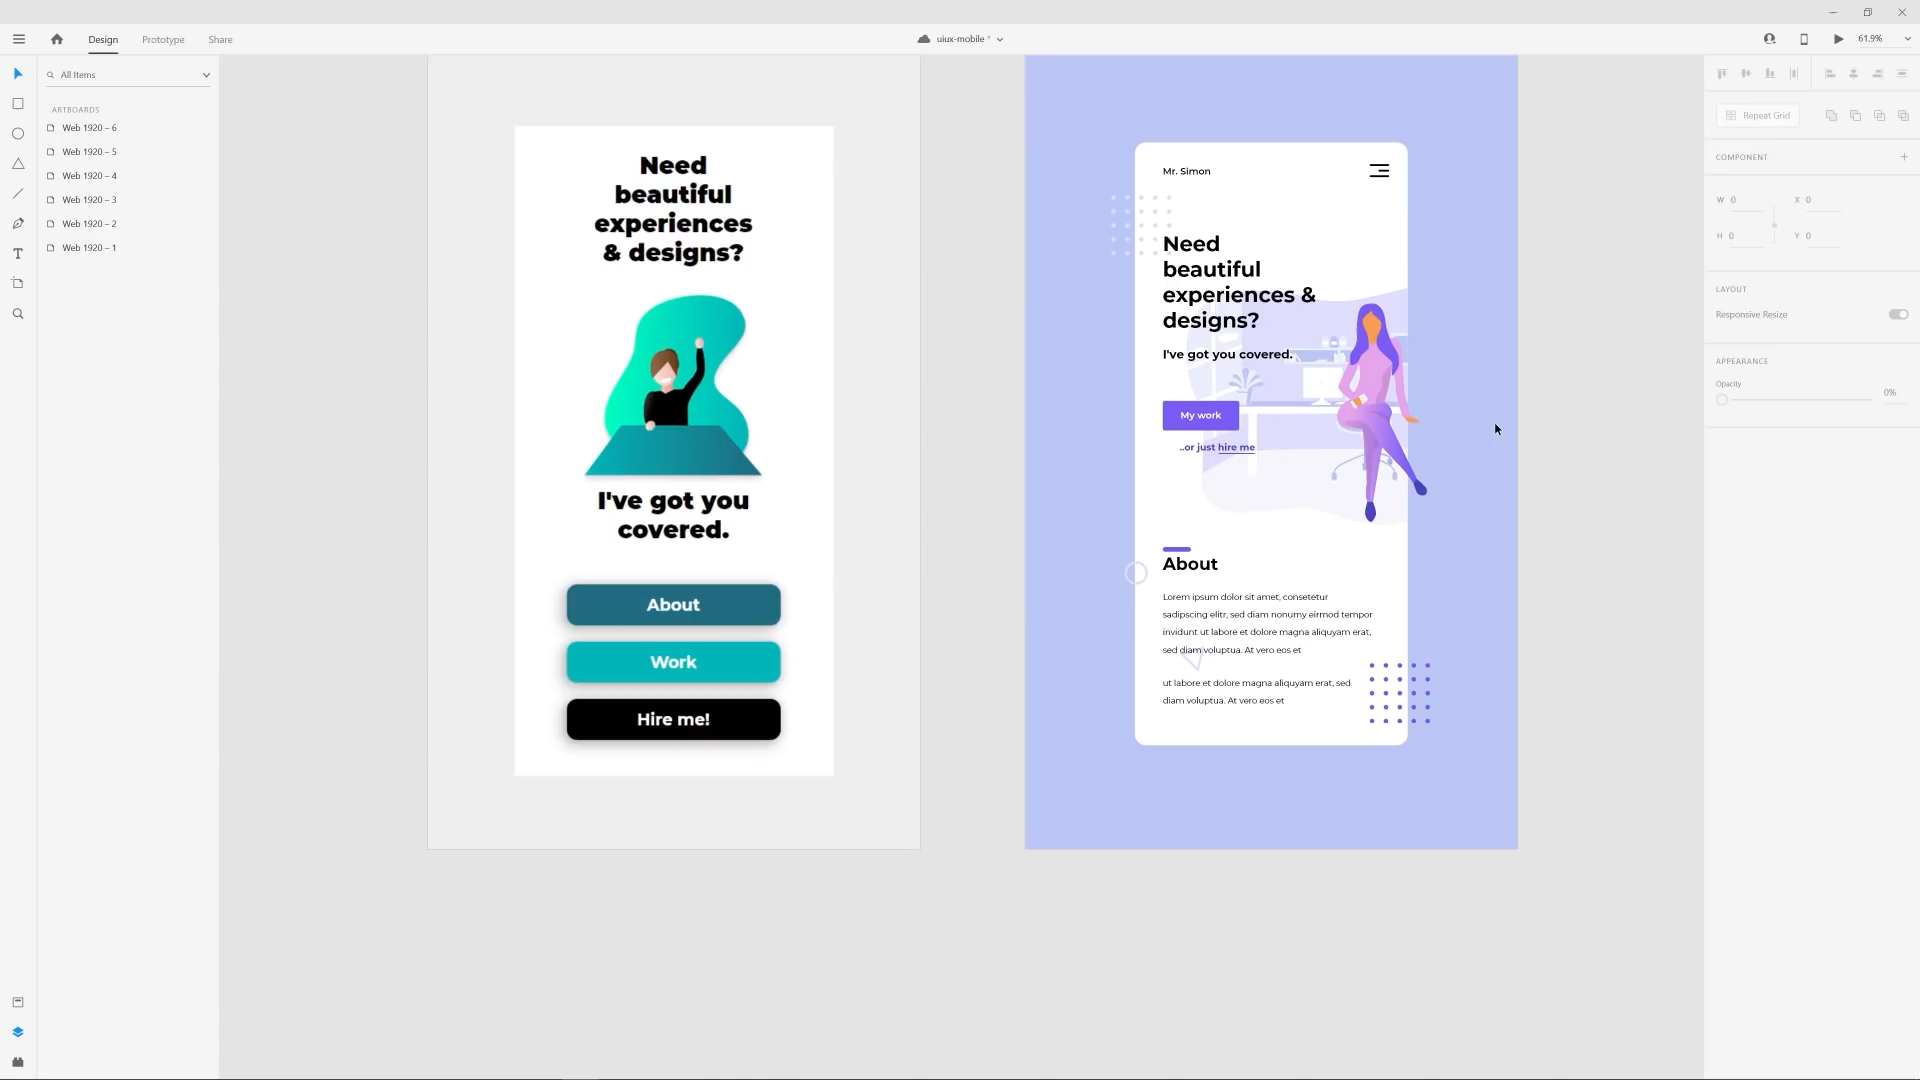 Design
Prototype
Share
uiux-mobile *
61.9%
All Items
ARTBOARDS
Web 1920 – 6
Web 1920 – 5
Web 1920 – 4
Web 1920 – 3
Web 1920 – 2
Web 1920 – 1
Need
beautiful
experiences
& designs?
I've got you
covered.
About
Work
Hire me!
Mr. Simon
Need
beautiful
experiences &
designs?
I've got you covered.
My work
..or just hire me
About
Lorem ipsum dolor sit amet, consetetur
sadipscing elitr, sed diam nonumy eirmod tempor
invidunt ut labore et dolore magna aliquyam erat,
sed diam voluptua. At vero eos et
ut labore et dolore magna aliquyam erat, sed
diam voluptua. At vero eos et
Repeat Grid
COMPONENT
W 0 X 0
H 0 Y 0
LAYOUT
Responsive Resize
APPEARANCE
Opacity
0%